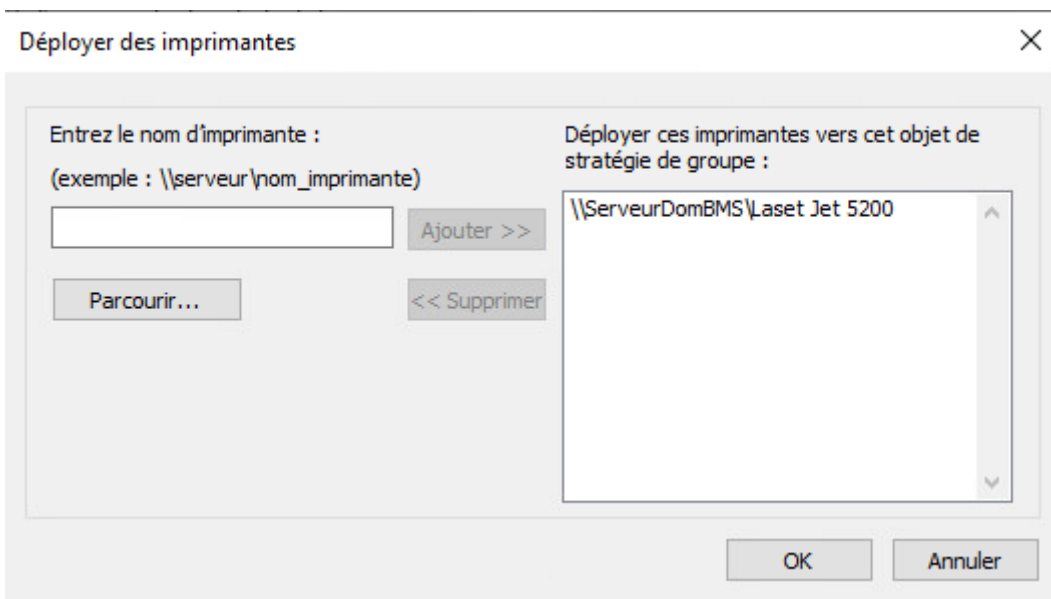 Déployer des imprimantes
Entrez le nom d'imprimante :
(exemple : \\serveur\nom_imprimante)
Ajouter >>
Parcourir...
<< Supprimer
Déployer ces imprimantes vers cet objet de
stratégie de groupe :
\\ServeurDomBMS\Laset Jet 5200
OK
Annuler